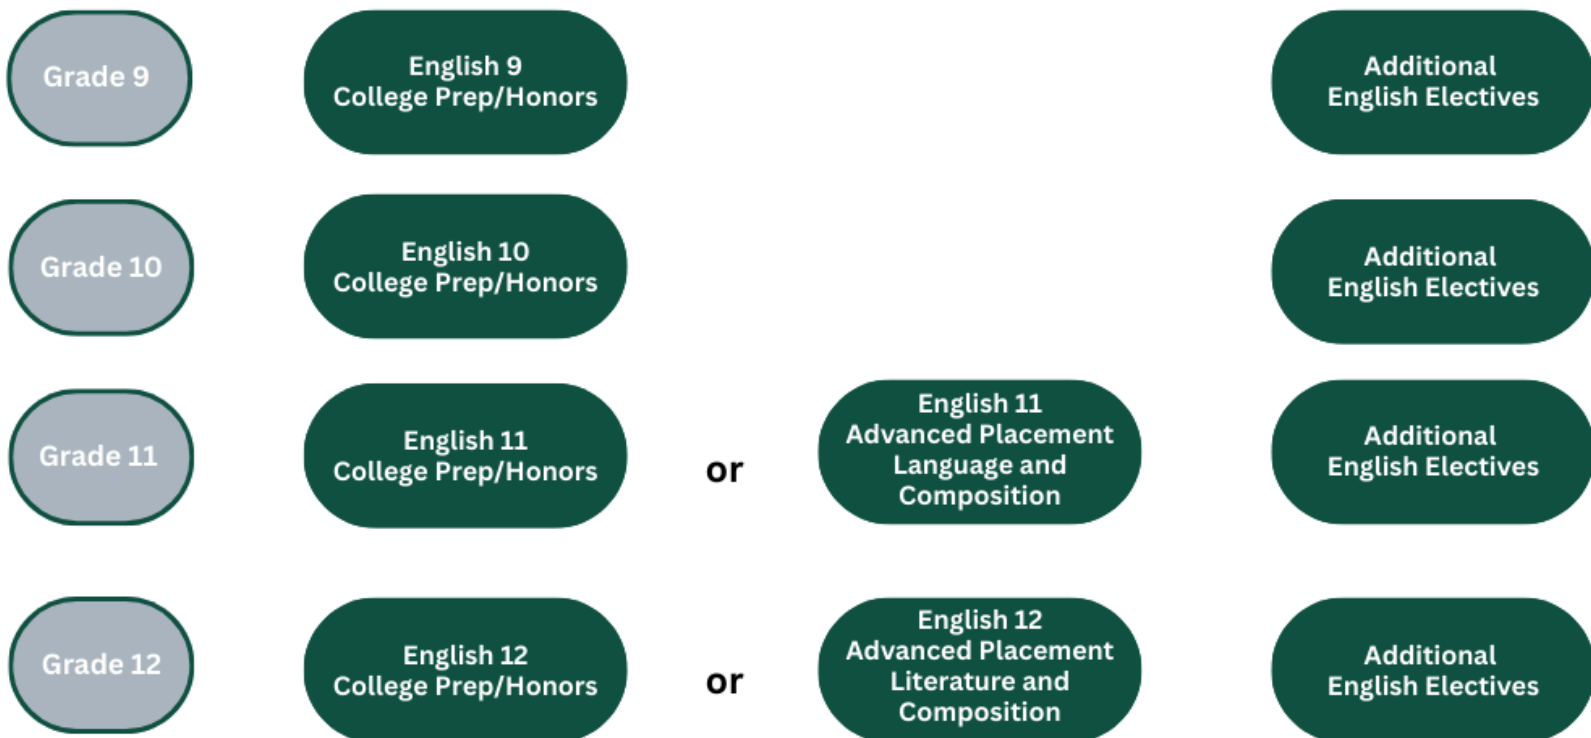 Grade 9
English 9
College Prep/Honors
Additional
English Electives
Grade 10
English 10
College Prep/Honors
Additional
English Electives
Grade 11
English 11
College Prep/Honors
or
English 11
Advanced Placement
Language and
Composition
Additional
English Electives
Grade 12
English 12
College Prep/Honors
or
English 12
Advanced Placement
Literature and
Composition
Additional
English Electives